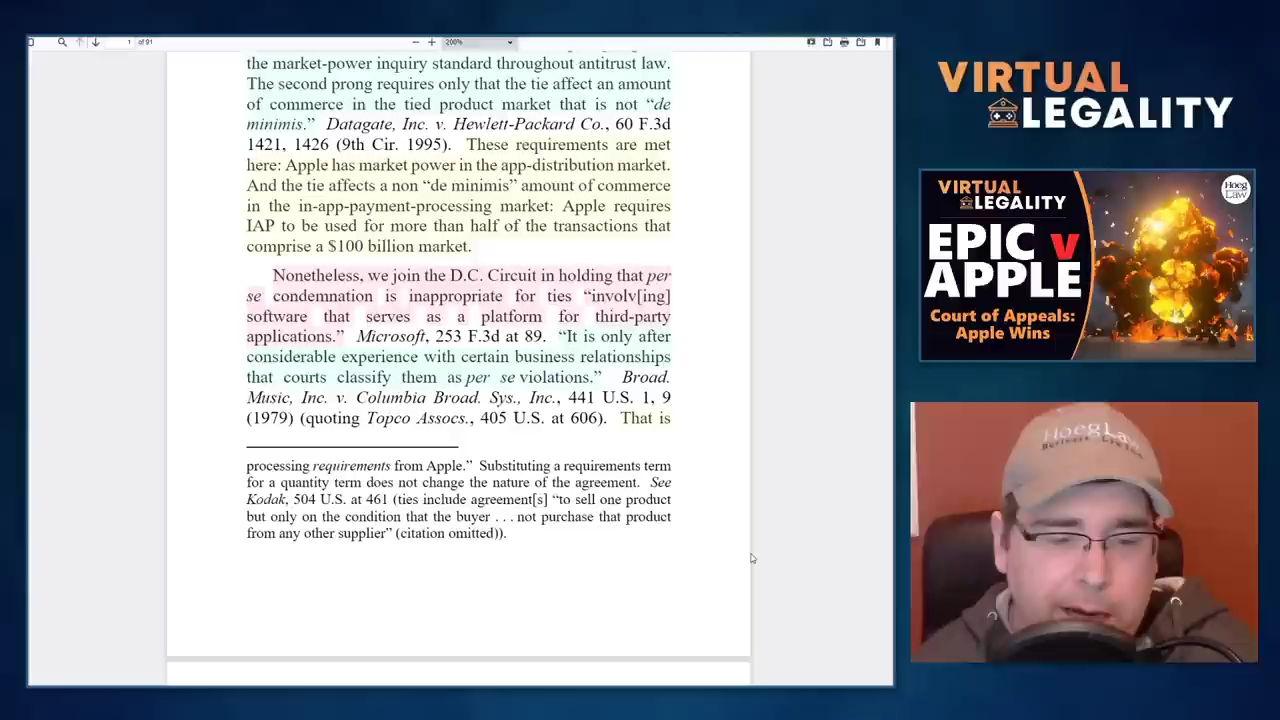 1 of 91
200%
the market-power inquiry standard throughout antitrust law.
The second prong requires only that the tie affect an amount
of commerce in the tied product market that is not “de
minimis.” Datagate, Inc. v. Hewlett-Packard Co., 60 F.3d
1421, 1426 (9th Cir. 1995). These requirements are met
here: Apple has market power in the app-distribution market.
And the tie affects a non “de minimis” amount of commerce
in the in-app-payment-processing market: Apple requires
IAP to be used for more than half of the transactions that
comprise a $100 billion market.
Nonetheless, we join the D.C. Circuit in holding that per
se condemnation is inappropriate for ties “involv[ing]
software that serves as a platform for third-party
applications.” Microsoft, 253 F.3d at 89. “It is only after
considerable experience with certain business relationships
that courts classify them as per se violations.” Broad.
Music, Inc. v. Columbia Broad. Sys., Inc., 441 U.S. 1, 9
(1979) (quoting Topco Assocs., 405 U.S. at 606). That is
processing requirements from Apple.” Substituting a requirements term
for a quantity term does not change the nature of the agreement. See
Kodak, 504 U.S. at 461 (ties include agreement[s] “to sell one product
but only on the condition that the buyer . . . not purchase that product
from any other supplier” (citation omitted)).
VIRTUAL
LEGALITY
VIRTUAL
LEGALITY
Hoeg
Law
EPIC v
APPLE
Court of Appeals:
Apple Wins
HoegLaw